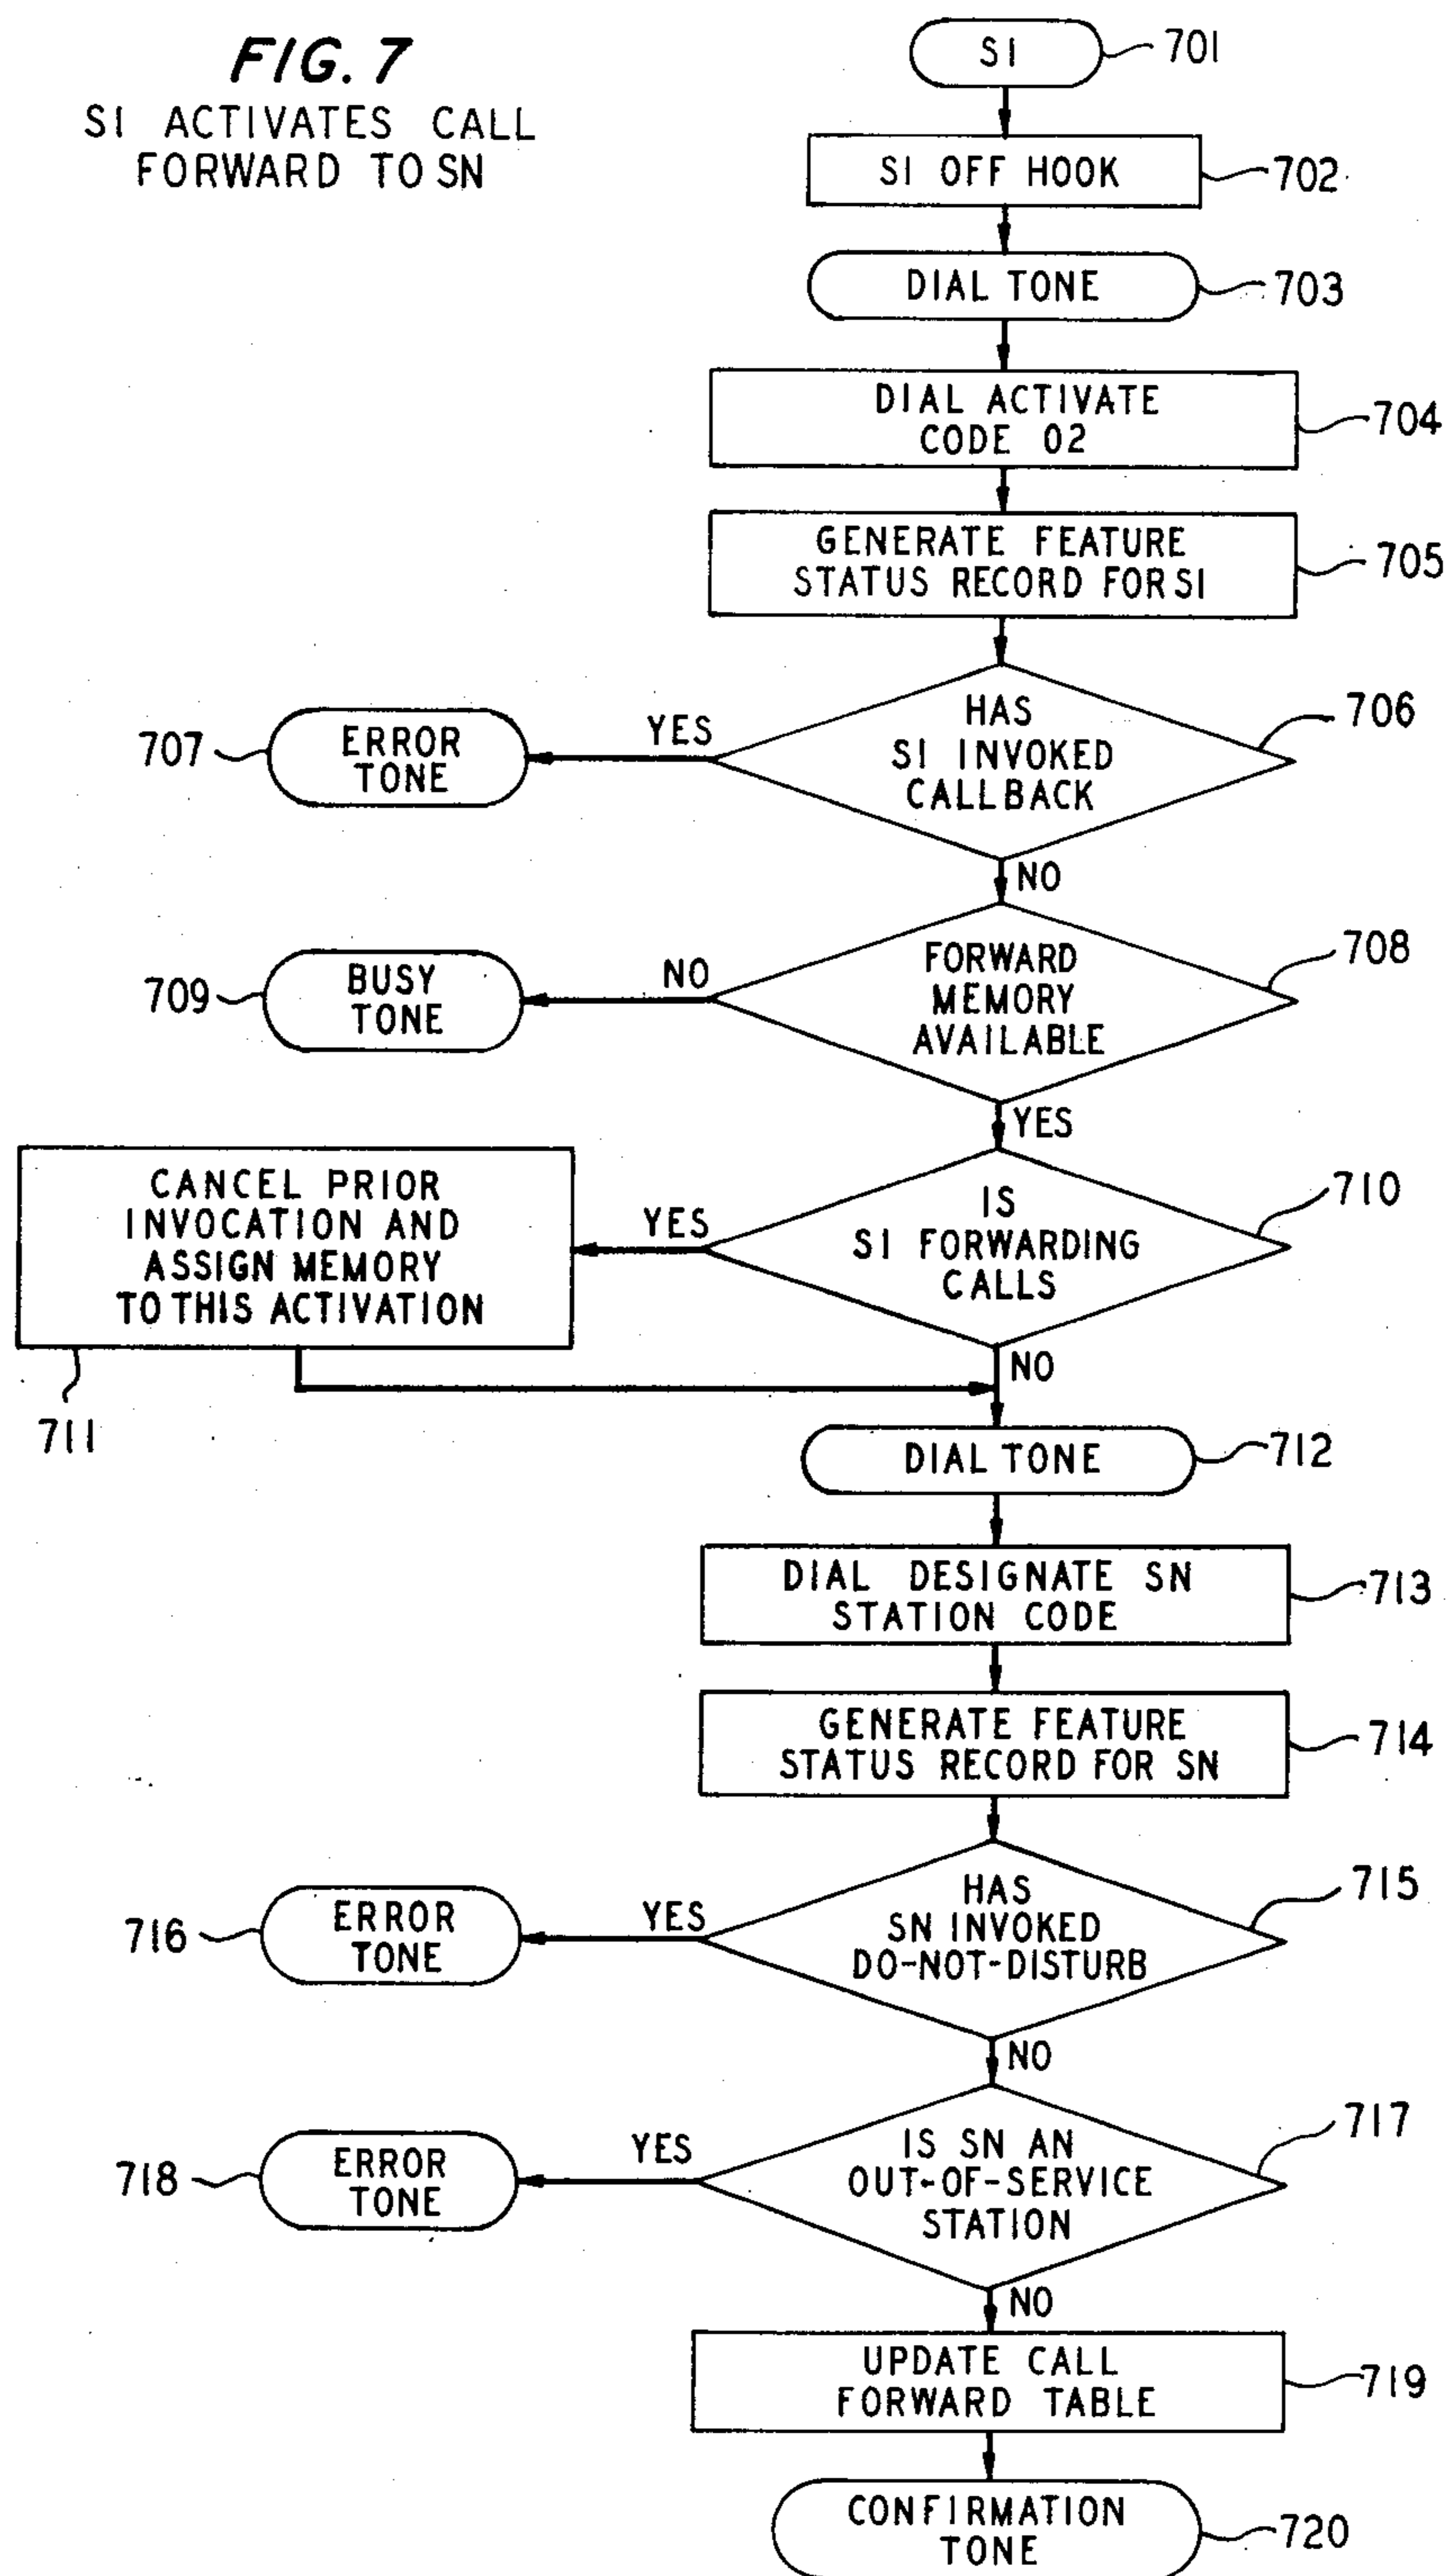 FIG. 7
S1 ACTIVATES CALL
FORWARD TO SN
S1
701
S1 OFF HOOK
702
DIAL TONE
703
DIAL ACTIVATE
CODE 02
704
GENERATE FEATURE
STATUS RECORD FOR S1
705
HAS
S1 INVOKED
CALLBACK
706
YES
ERROR
TONE
707
NO
FORWARD
MEMORY
AVAILABLE
708
NO
BUSY
TONE
709
YES
IS
S1 FORWARDING
CALLS
710
YES
CANCEL PRIOR
INVOCATION AND
ASSIGN MEMORY
TO THIS ACTIVATION
711
NO
DIAL TONE
712
DIAL DESIGNATE SN
STATION CODE
713
GENERATE FEATURE
STATUS RECORD FOR SN
714
HAS
SN INVOKED
DO-NOT-DISTURB
715
YES
ERROR
TONE
716
NO
IS SN AN
OUT-OF-SERVICE
STATION
717
YES
ERROR
TONE
718
NO
UPDATE CALL
FORWARD TABLE
719
CONFIRMATION
TONE
720